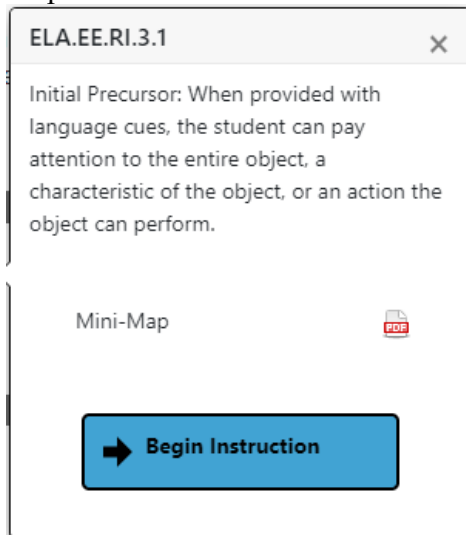 ELA.EE.RI.3.1
×
Initial Precursor: When provided with
language cues, the student can pay
attention to the entire object, a
characteristic of the object, or an action the
object can perform.
Mini-Map
PDF
Begin Instruction